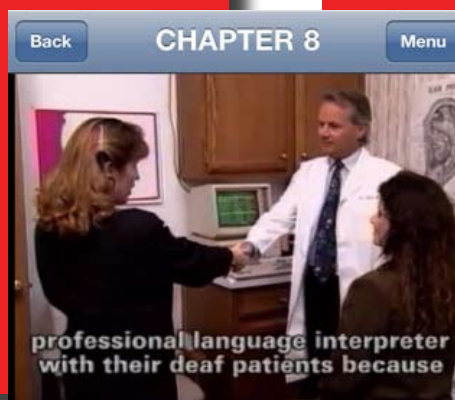 Back
CHAPTER 8
Menu
professional language interpreter
with their deaf patients because